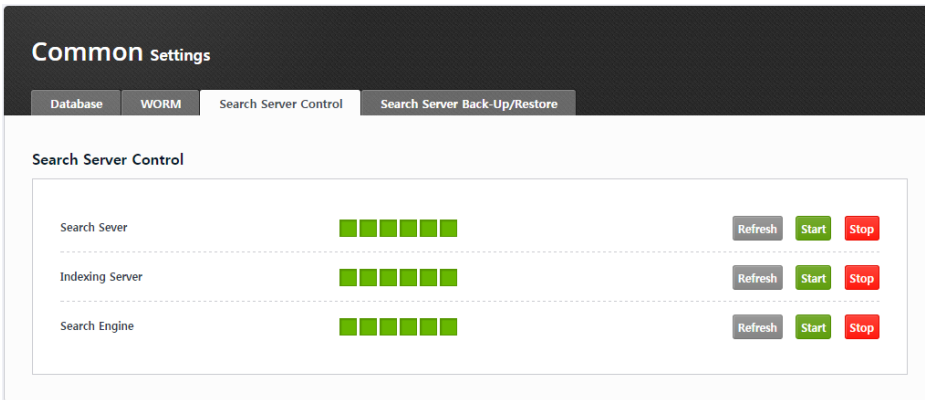 Common Settings
Database WORM Search Server Control Search Server Back-Up/Restore
Search Server Control
Search Sever Refresh Start Stop
Indexing Server Refresh Start Stop
Search Engine Refresh Start Stop